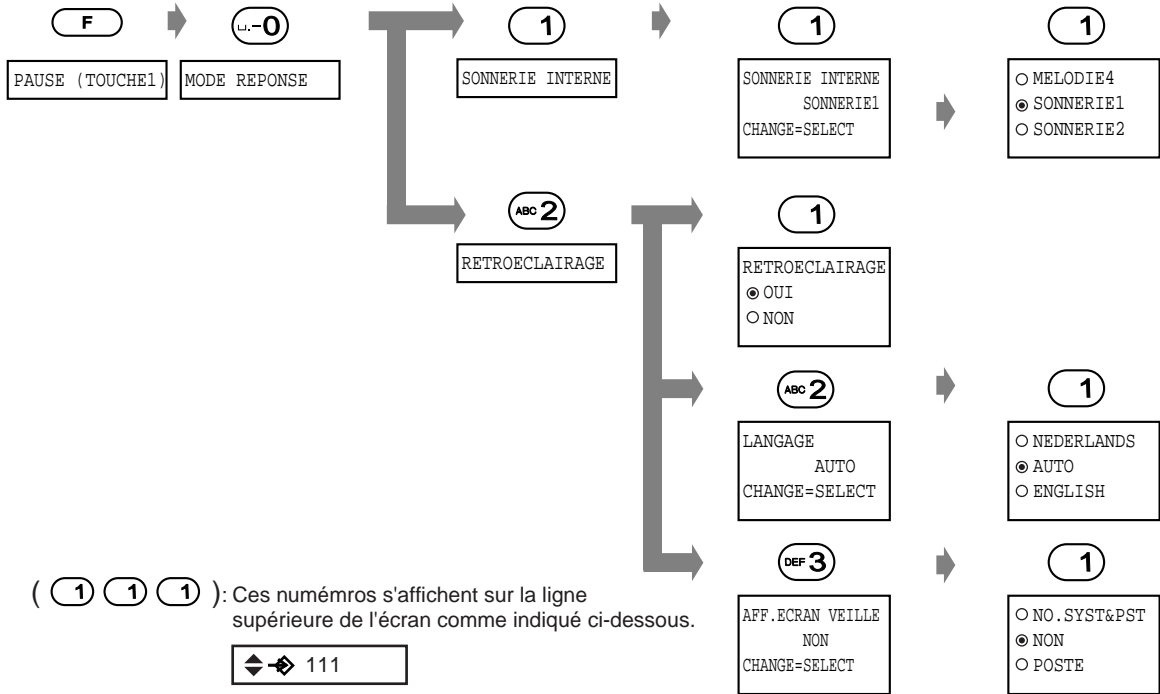 F
␣.-0
1
1
1
PAUSE (TOUCHE1)
MODE REPONSE
SONNERIE INTERNE
SONNERIE INTERNE
SONNERIE1
CHANGE=SELECT
MELODIE4
SONNERIE1
SONNERIE2
ABC 2
RETROECLAIRAGE
1
RETROECLAIRAGE
OUI
NON
ABC 2
LANGAGE
AUTO
CHANGE=SELECT
1
NEDERLANDS
AUTO
ENGLISH
DEF 3
AFF.ECRAN VEILLE
NON
CHANGE=SELECT
1
NO.SYST&PST
NON
POSTE
( 1 1 1 ): Ces numémros s'affichent sur la ligne
supérieure de l'écran comme indiqué ci-dessous.
111